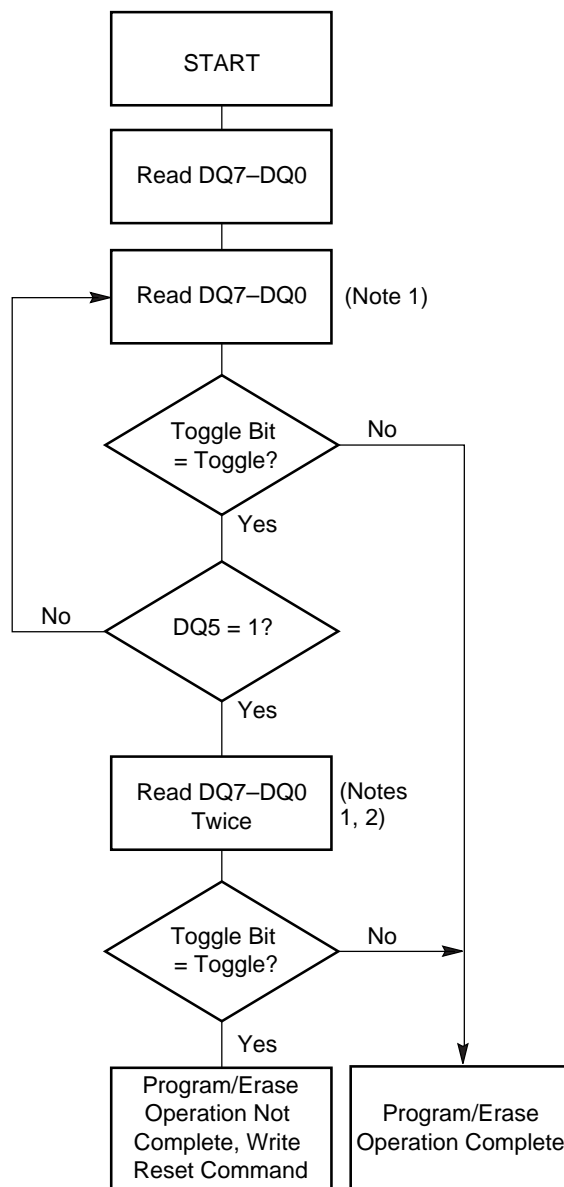 START
Read DQ7–DQ0
Read DQ7–DQ0
(Note 1)
Toggle Bit
= Toggle?
No
Yes
No
DQ5 = 1?
Yes
Read DQ7–DQ0
Twice
(Notes
1, 2)
Toggle Bit
= Toggle?
No
Yes
Program/Erase
Operation Not
Complete, Write
Reset Command
Program/Erase
Operation Complete